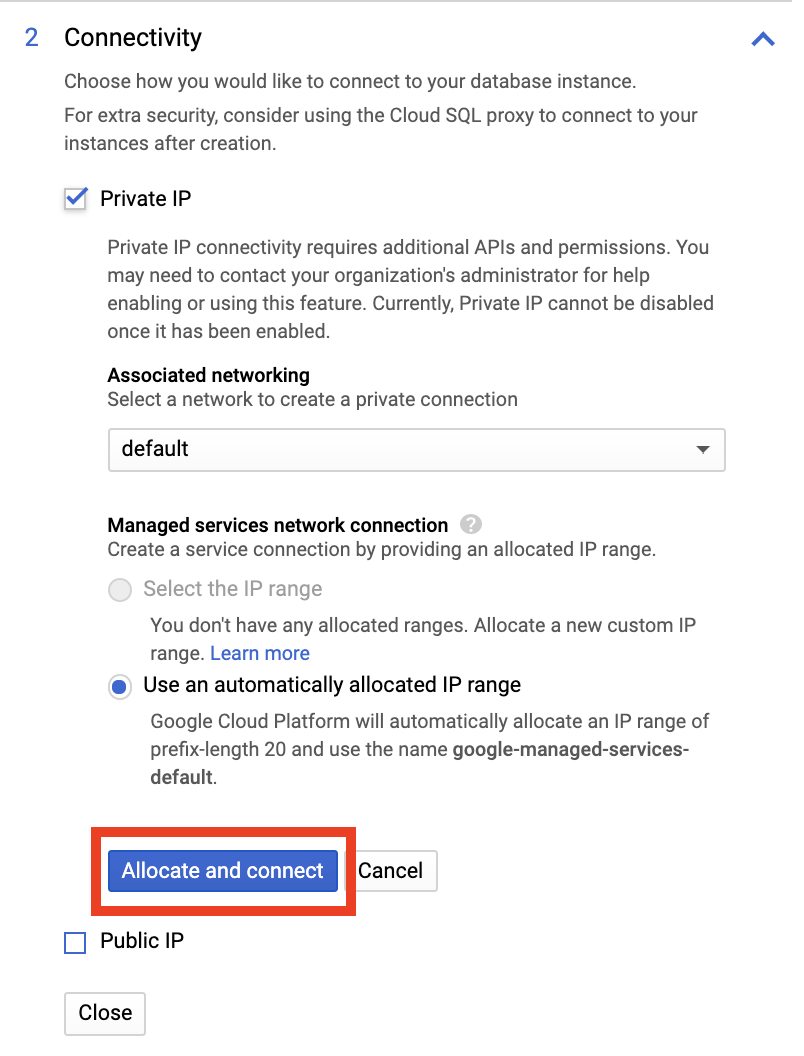 2 Connectivity
Choose how you would like to connect to your database instance.
For extra security, consider using the Cloud SQL proxy to connect to your
instances after creation.
Private IP
Private IP connectivity requires additional APIs and permissions. You
may need to contact your organization's administrator for help
enabling or using this feature. Currently, Private IP cannot be disabled
once it has been enabled.
Associated networking
Select a network to create a private connection
default
Managed services network connection ?
Create a service connection by providing an allocated IP range.
Select the IP range
You don't have any allocated ranges. Allocate a new custom IP
range. Learn more
Use an automatically allocated IP range
Google Cloud Platform will automatically allocate an IP range of
prefix-length 20 and use the name google-managed-services-
default.
Allocate and connect Cancel
Public IP
Close